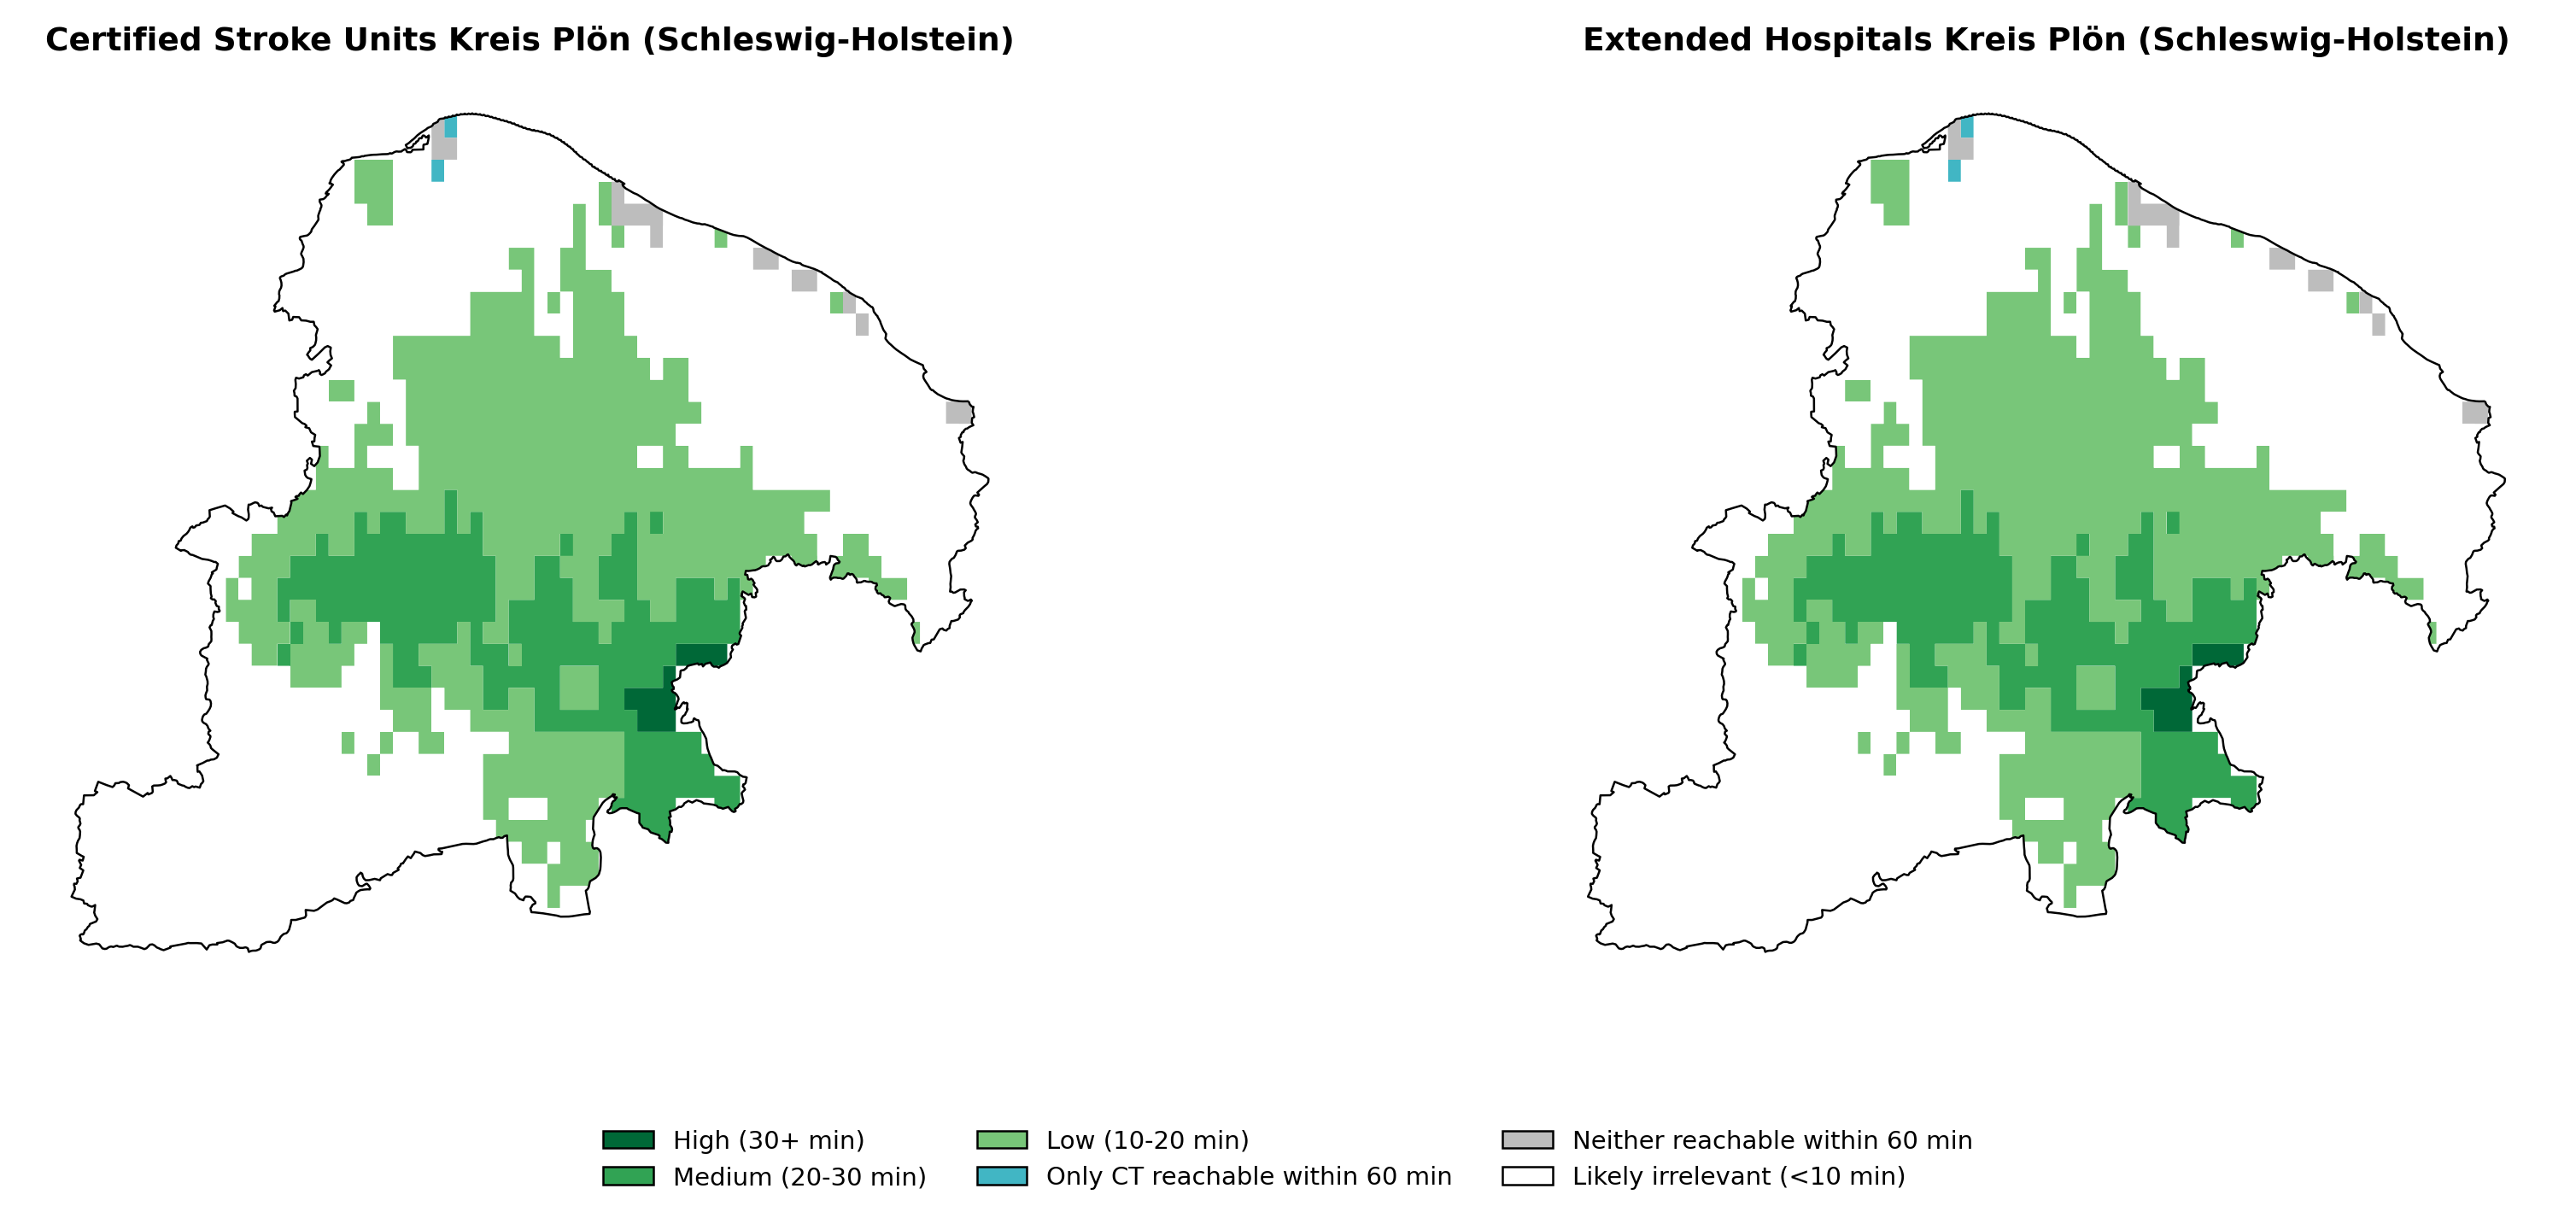 Certified Stroke Units Kreis Plön (Schleswig-Holstein)
Extended Hospitals Kreis Plön (Schleswig-Holstein)
High (30+ min)
Medium (20-30 min)
Low (10-20 min)
Only CT reachable within 60 min
Neither reachable within 60 min
Likely irrelevant (<10 min)